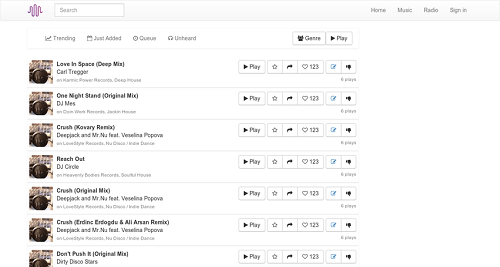 Search
Home Music Radio Sign in
Trending Just Added Queue Unheard Genre Play
Love In Space (Deep Mix)
Carl Tregger
on Karmic Power Records, Deep House
Play 123
6 plays
One Night Stand (Original Mix)
DJ Mes
on Guin Work Records, Jackin House
Play 123
6 plays
Crush (Kovary Remix)
Deepjack and Mr.Nu feat. Veselina Popova
on LoveStyle Records, Nu Disco / Indie Dance
Play 123
6 plays
Reach Out
DJ Circle
on Heavenly Bodies Records, Soulful House
Play 123
6 plays
Crush (Original Mix)
Deepjack and Mr.Nu feat. Veselina Popova
on LoveStyle Records, Nu Disco / Indie Dance
Play 123
6 plays
Crush (Erdinc Erdogdu & Ali Arsan Remix)
Deepjack and Mr.Nu feat. Veselina Popova
on LoveStyle Records, Nu Disco / Indie Dance
Play 123
6 plays
Don't Push It (Original Mix)
Dirty Disco Stars
Play 123